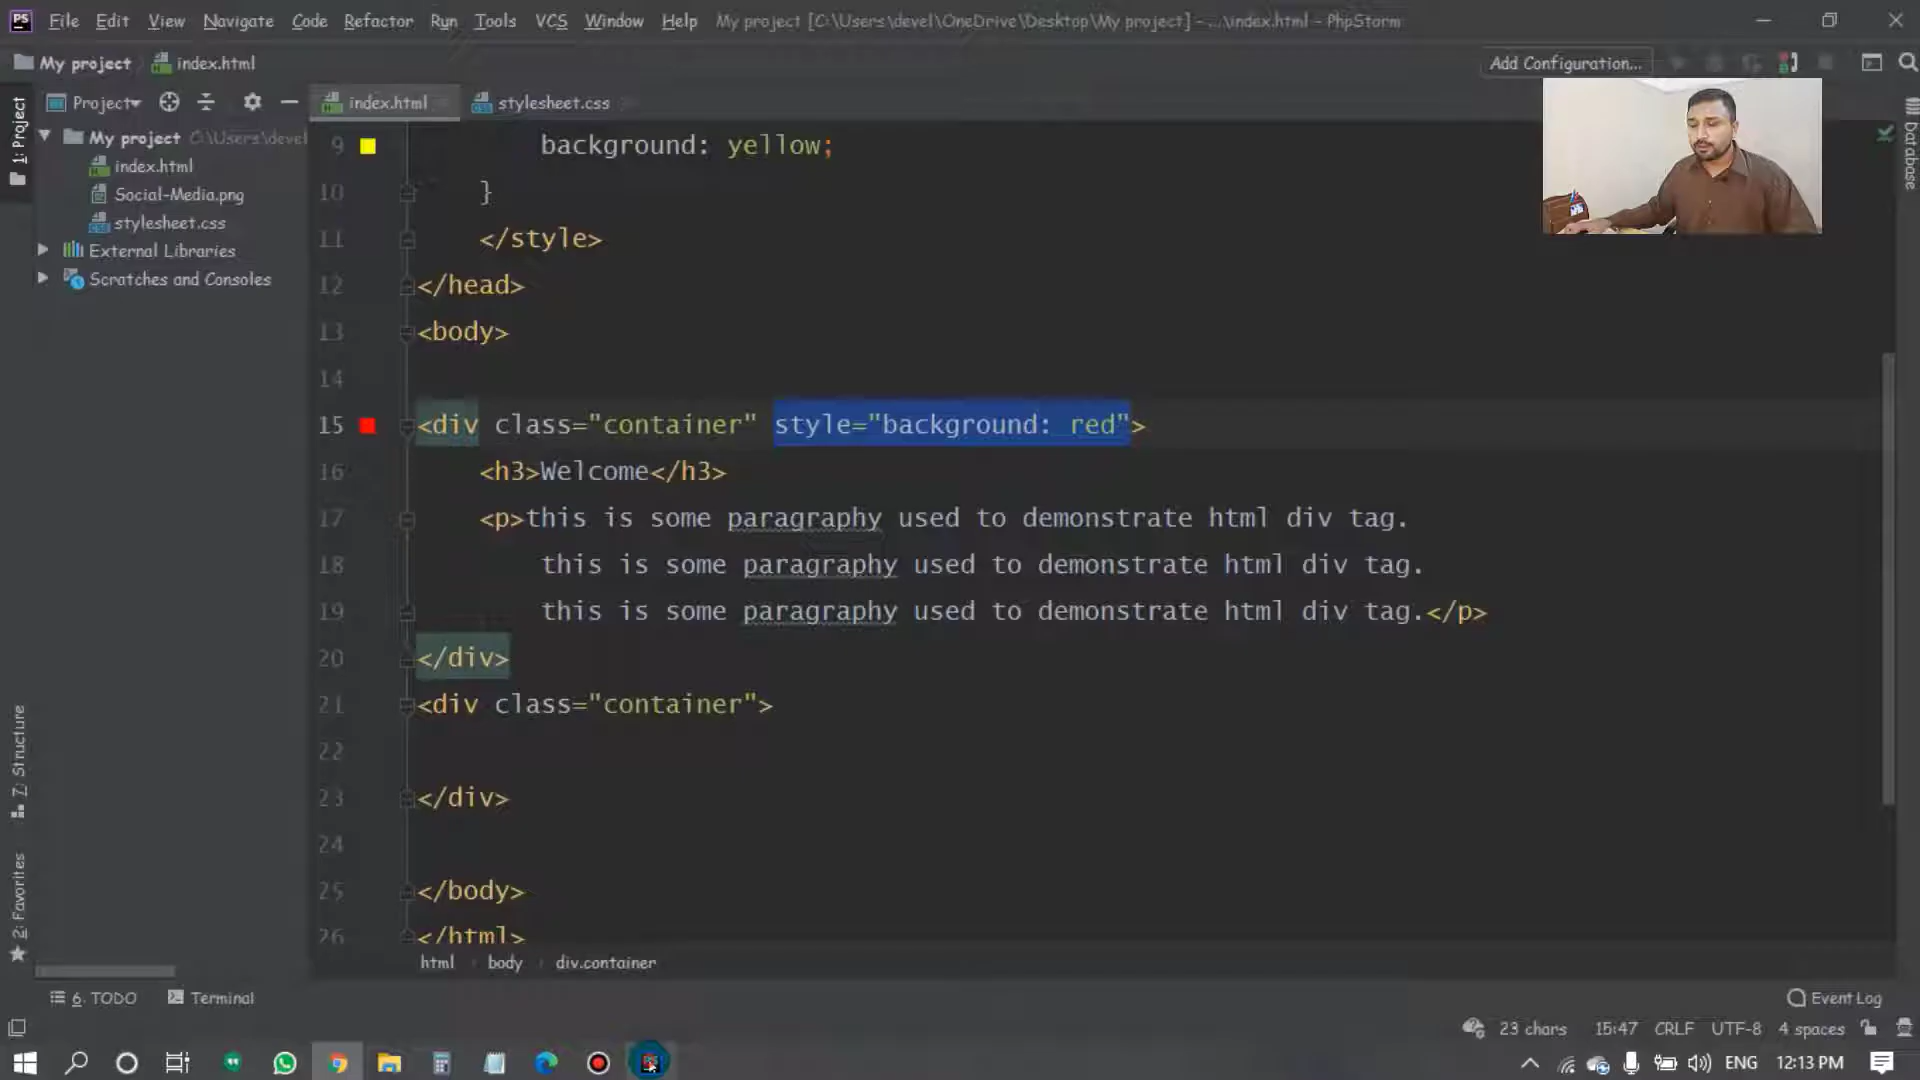 PS File Edit View Navigate Code Refactor Run Tools VCS Window Help My project [C:\Users\devel\OneDrive\Desktop\My project] - ...\index.html - PhpStorm
My project index.html Add Configuration...
1: Project
Project
index.html
stylesheet.css
My project C:\Users\devel
index.html
Social-Media.png
stylesheet.css
External Libraries
Scratches and Consoles
Database
9 background: yellow;
10 }
11 </style>
12 </head>
13 <body>
14
15 <div class="container" style="background: red">
16 <h3>Welcome</h3>
17 <p>this is some paragraphy used to demonstrate html div tag.
18 this is some paragraphy used to demonstrate html div tag.
19 this is some paragraphy used to demonstrate html div tag.</p>
20 </div>
21 <div class="container">
22
23 </div>
24
25 </body>
26 </html>
7: Structure
2: Favorites
html body div.container
6: TODO Terminal Event Log
23 chars 15:47 CRLF UTF-8 4 spaces
ENG 12:13 PM